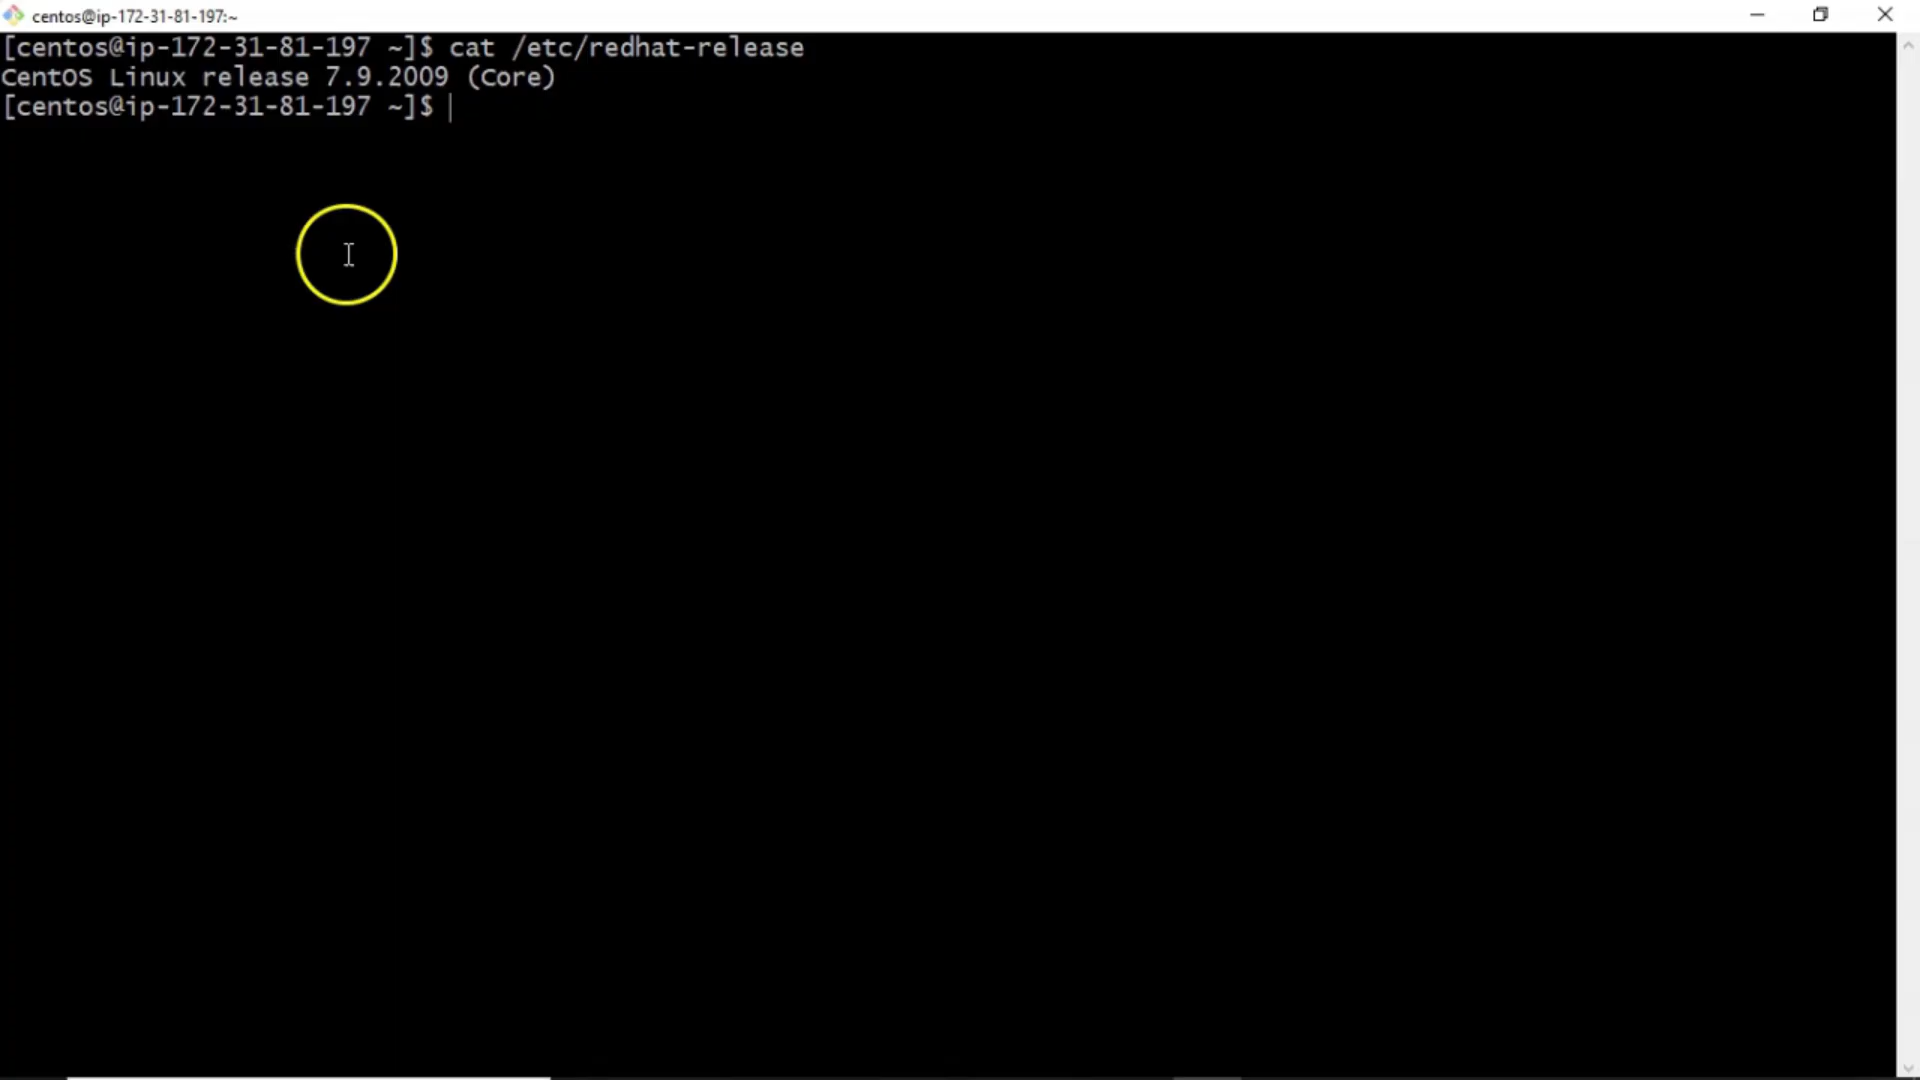 centos@ip-172-31-81-197:~
[centos@ip-172-31-81-197 ~]$ cat /etc/redhat-release
CentOS Linux release 7.9.2009 (Core)
[centos@ip-172-31-81-197 ~]$